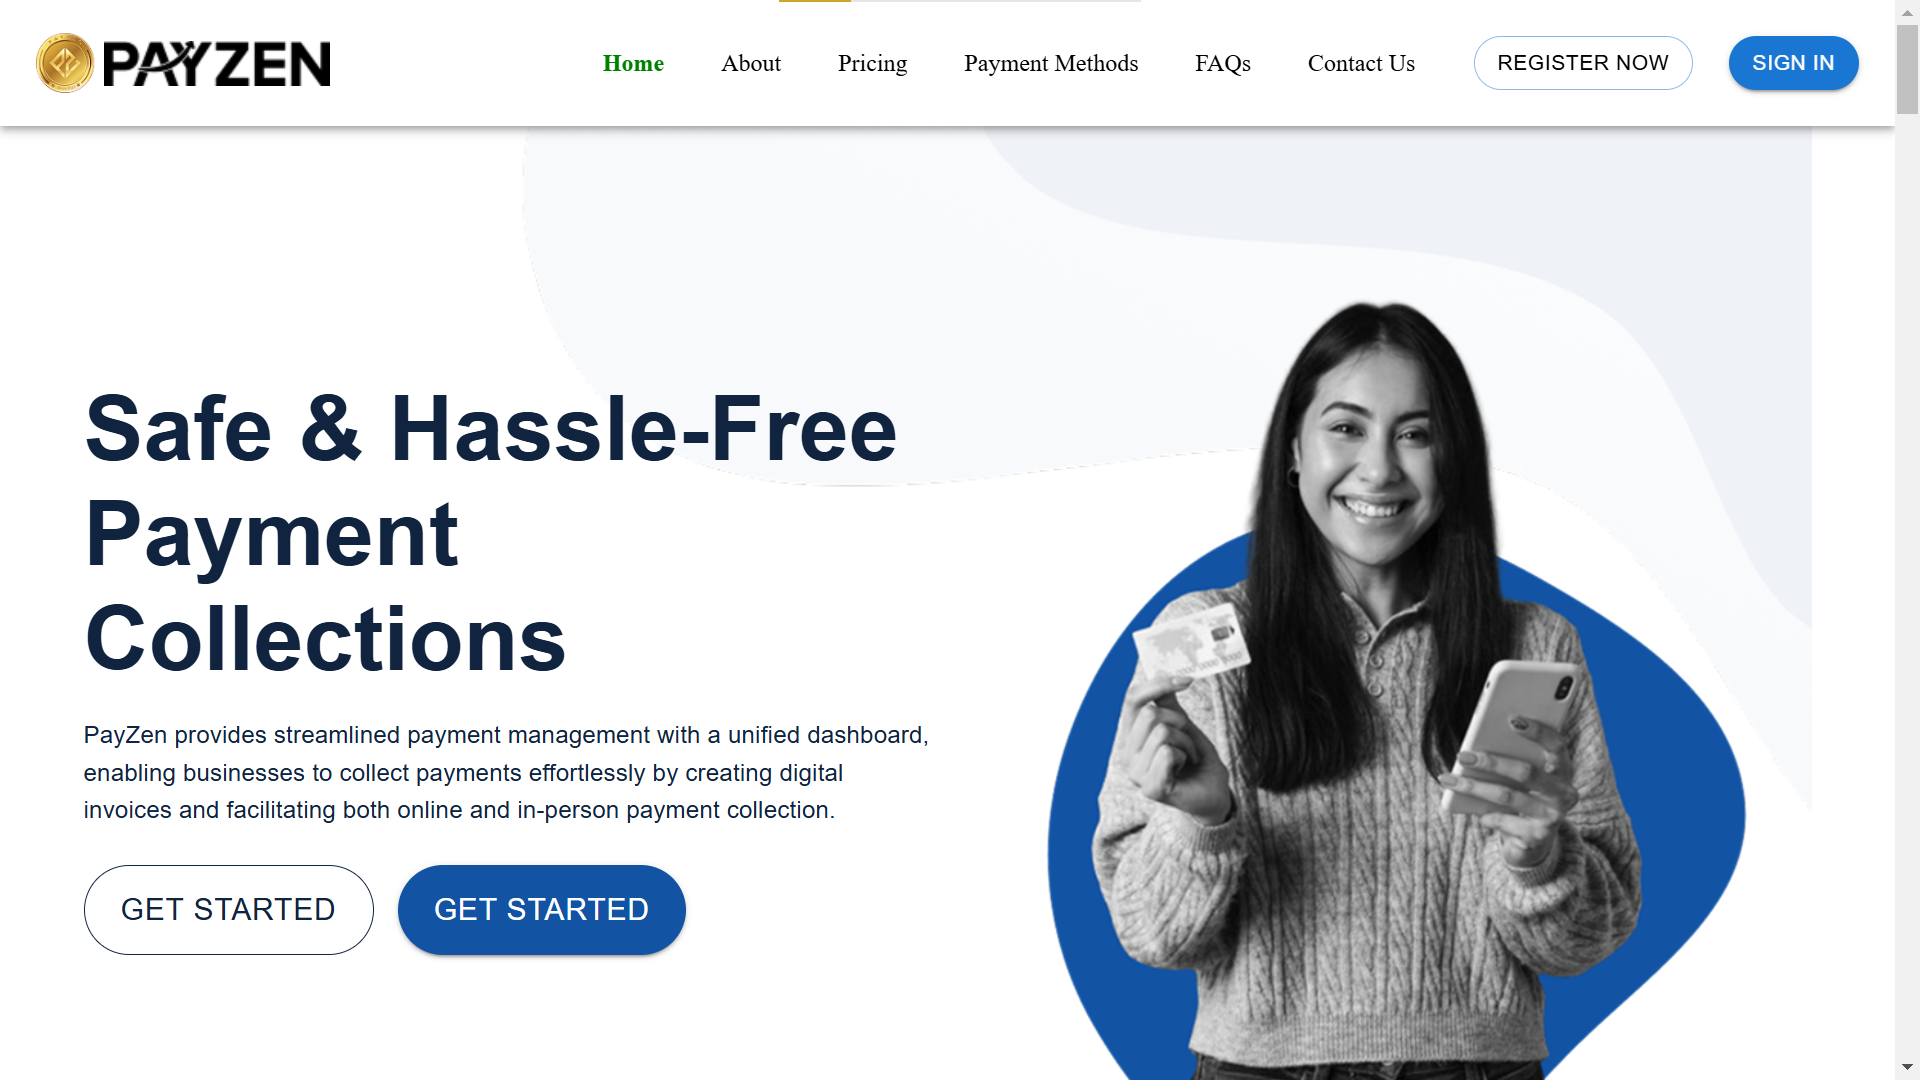 PAYZEN
Home
About
Pricing
Payment Methods
FAQs
Contact Us
REGISTER NOW
SIGN IN
Safe & Hassle-Free
Payment
Collections
PayZen provides streamlined payment management with a unified dashboard,
enabling businesses to collect payments effortlessly by creating digital
invoices and facilitating both online and in-person payment collection.
GET STARTED
GET STARTED